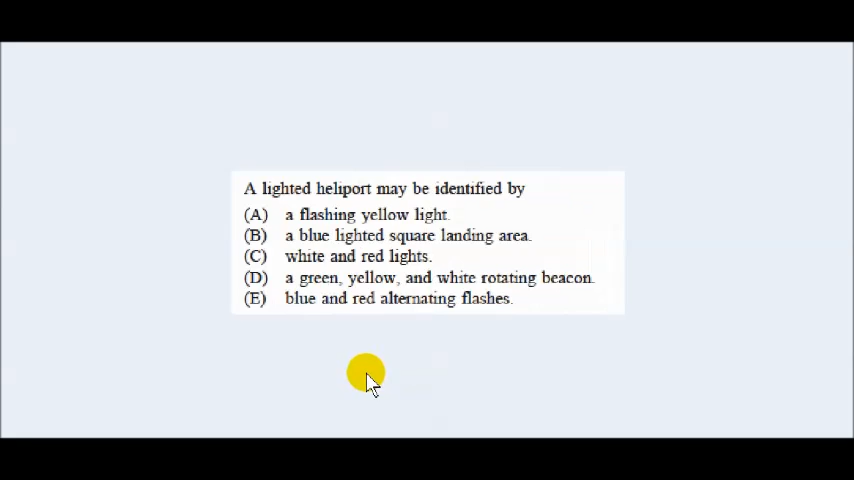 A lighted heliport may be identified by
(A) a flashing yellow light.
(B) a blue lighted square landing area.
(C) white and red lights.
(D) a green, yellow, and white rotating beacon.
(E) blue and red alternating flashes.